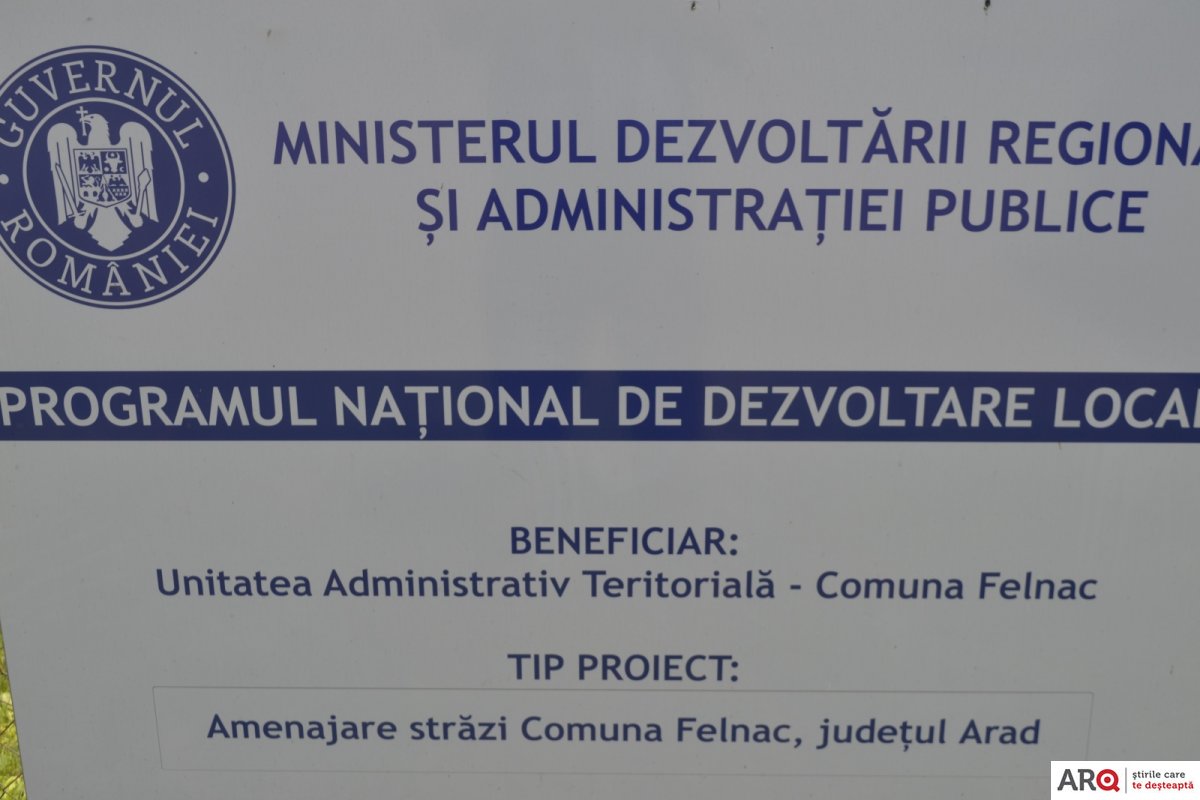 GUVERNUL ROMÂNIEI
MINISTERUL DEZVOLTĂRII REGIONA
ȘI ADMINISTRAȚIEI PUBLICE
PROGRAMUL NAȚIONAL DE DEZVOLTARE LOCAL
BENEFICIAR:
Unitatea Administrativ Teritorială - Comuna Felnac
TIP PROIECT:
Amenajare străzi Comuna Felnac, județul Arad
ARQ
știrile care
te deșteaptă